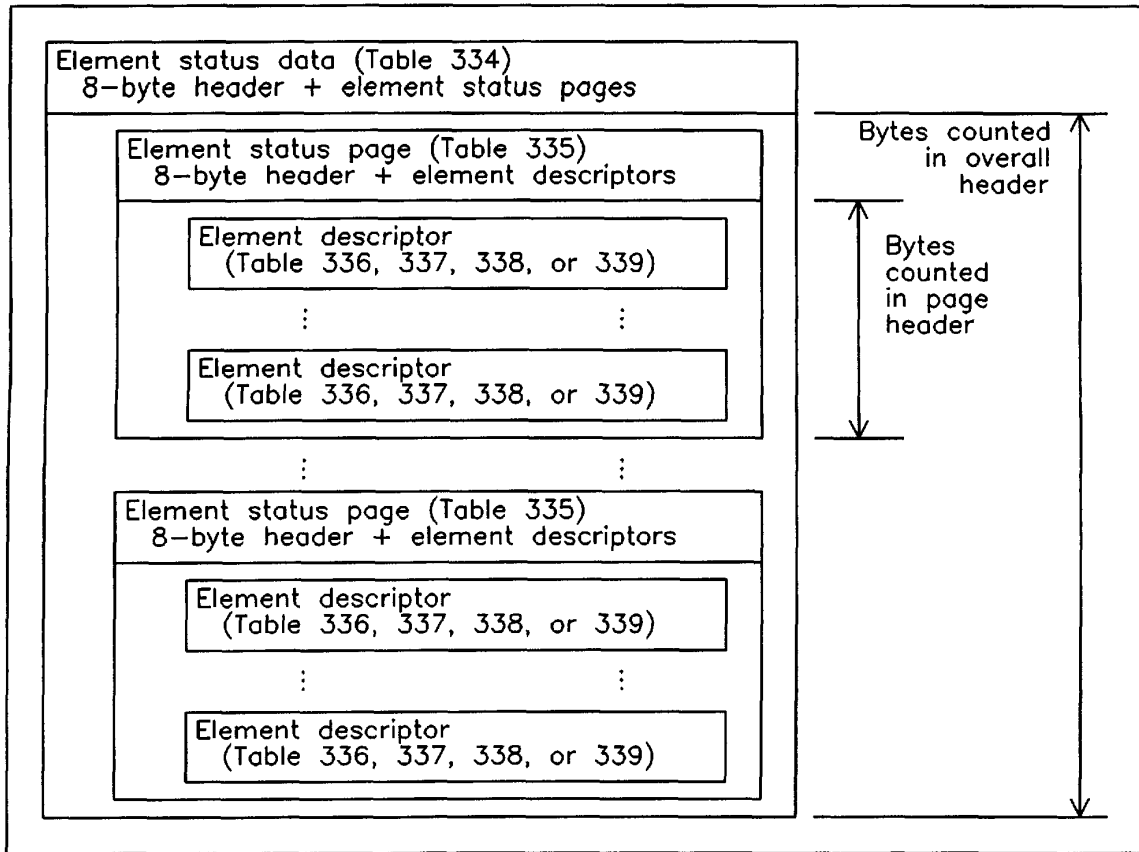 Element status data (Table 334)
8-byte header + element status pages
Bytes counted
in overall
header
Element status page (Table 335)
8-byte header + element descriptors
Element descriptor
(Table 336, 337, 338, or 339)
Bytes
counted
in page
header
Element descriptor
(Table 336, 337, 338, or 339)
Element status page (Table 335)
8-byte header + element descriptors
Element descriptor
(Table 336, 337, 338, or 339)
Element descriptor
(Table 336, 337, 338, or 339)